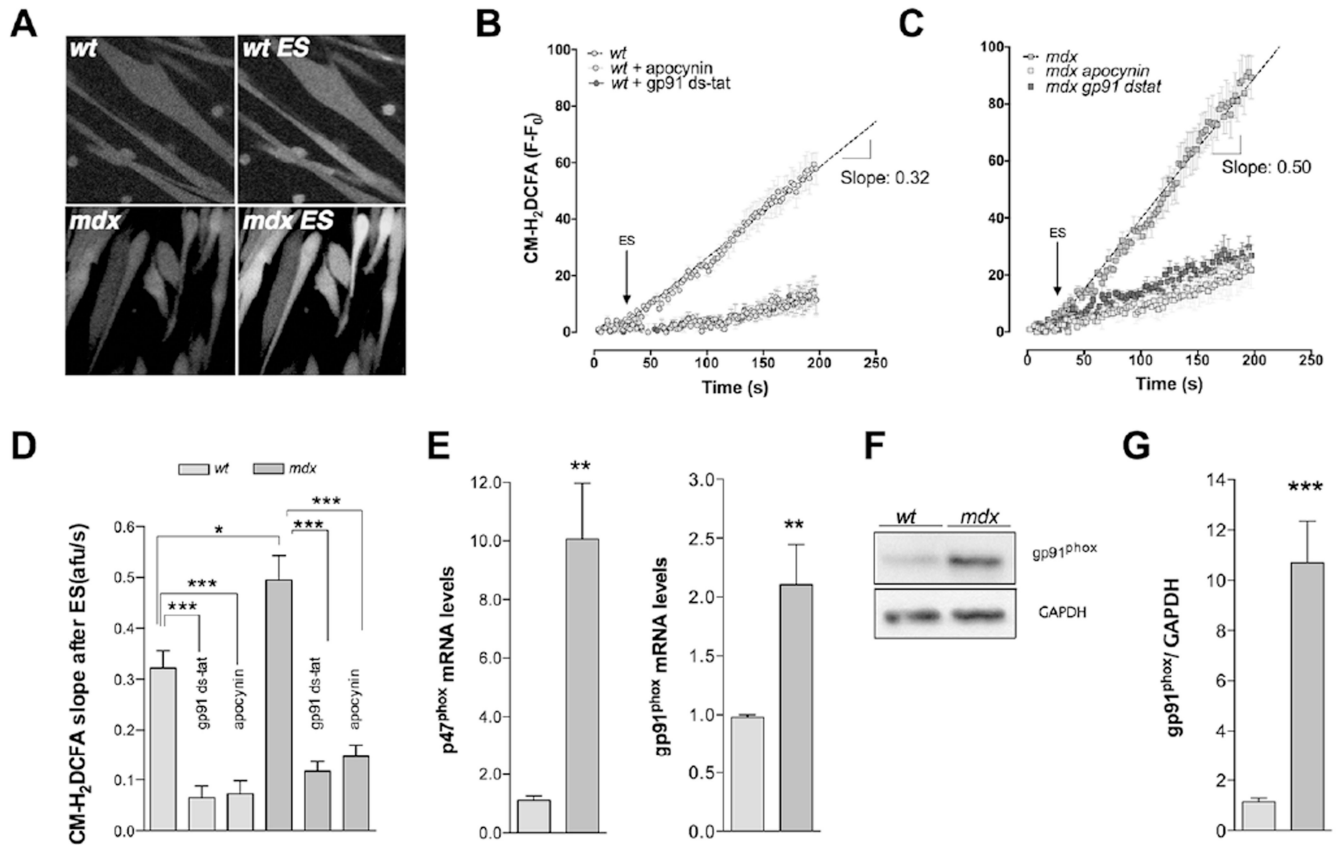 A
wt
wt ES
mdx
mdx ES
B
wt
wt + apocynin
wt + gp91 ds-tat
CM-H₂DCFA (F-F₀)
100
80
60
40
20
0
ES
Slope: 0.32
0 50 100 150 200 250
Time (s)
C
mdx
mdx apocynin
mdx gp91 dstat
100
80
60
40
20
0
ES
Slope: 0.50
0 50 100 150 200 250
Time (s)
D
wt mdx
CM-H₂DCFA slope after ES(afu/s)
0.6
0.5
0.4
0.3
0.2
0.1
0.0
*
***
***
***
***
gp91 ds-tat
apocynin
gp91 ds-tat
apocynin
E
p47phox mRNA levels
12.0
10.0
8.0
6.0
4.0
2.0
0.0
**
gp91phox mRNA levels
3.0
2.5
2.0
1.5
1.0
0.5
0.0
**
F
wt mdx
gp91phox
GAPDH
G
gp91phox/ GAPDH
14
12
10
8
6
4
2
0
***